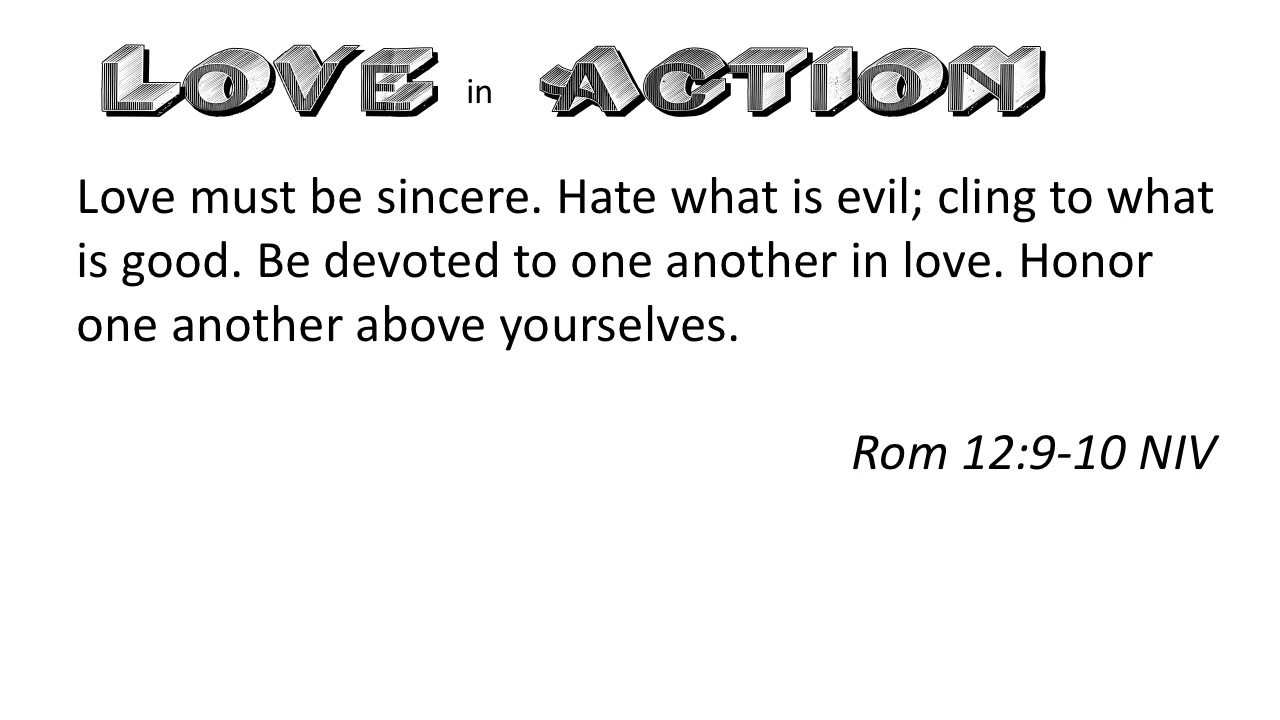 LOVE in ACTION
Love must be sincere. Hate what is evil; cling to what
is good. Be devoted to one another in love. Honor
one another above yourselves.
Rom 12:9-10 NIV